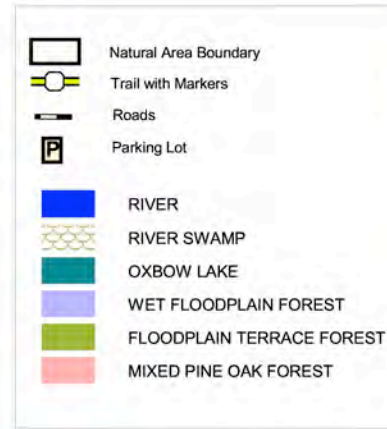 Natural Area Boundary
Trail with Markers
Roads
P Parking Lot
RIVER
RIVER SWAMP
OXBOW LAKE
WET FLOODPLAIN FOREST
FLOODPLAIN TERRACE FOREST
MIXED PINE OAK FOREST